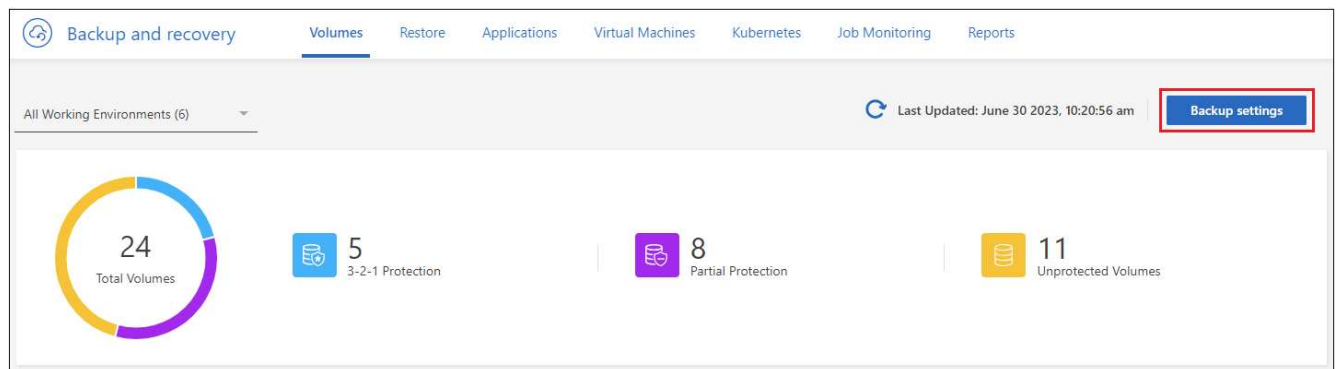 Backup and recovery Volumes Restore Applications Virtual Machines Kubernetes Job Monitoring Reports
All Working Environments (6) Last Updated: June 30 2023, 10:20:56 am Backup settings
24
Total Volumes
5
3-2-1 Protection
8
Partial Protection
11
Unprotected Volumes